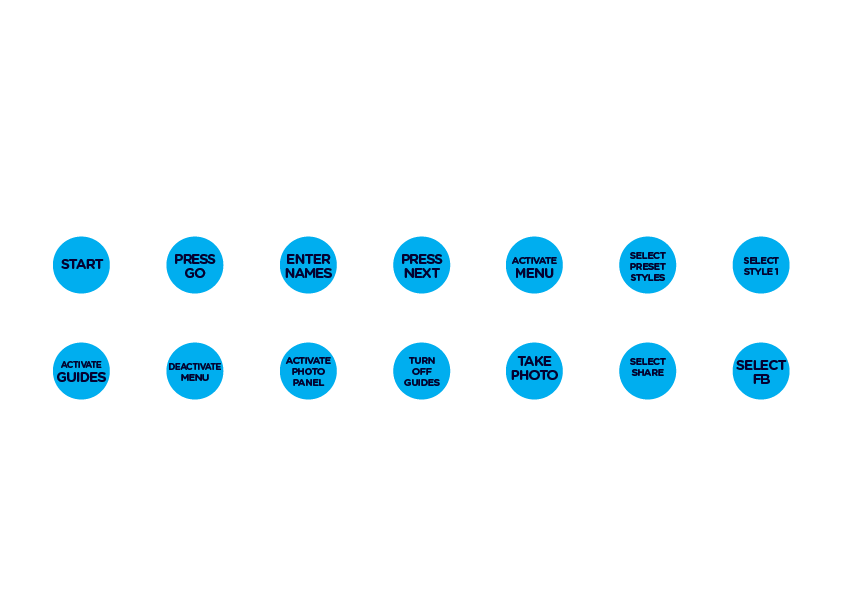 START
PRESS
GO
ENTER
NAMES
PRESS
NEXT
ACTIVATE
MENU
SELECT
PRESET
STYLES
SELECT
STYLE 1
ACTIVATE
GUIDES
DEACTIVATE
MENU
ACTIVATE
PHOTO
PANEL
TURN
OFF
GUIDES
TAKE
PHOTO
SELECT
SHARE
SELECT
FB